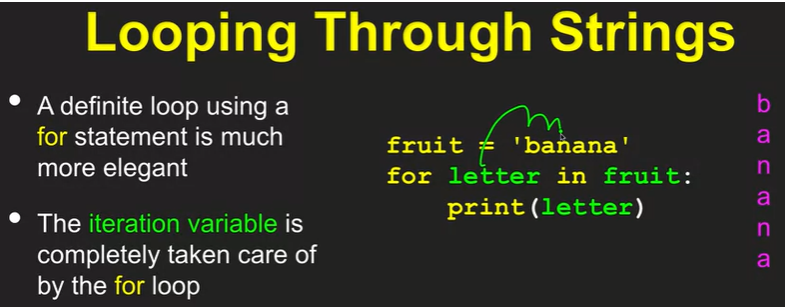 Looping Through Strings
• A definite loop using a
for statement is much
more elegant
• The iteration variable is
completely taken care of
by the for loop
fruit = 'banana'
for letter in fruit:
    print(letter)
b
a
n
a
n
a